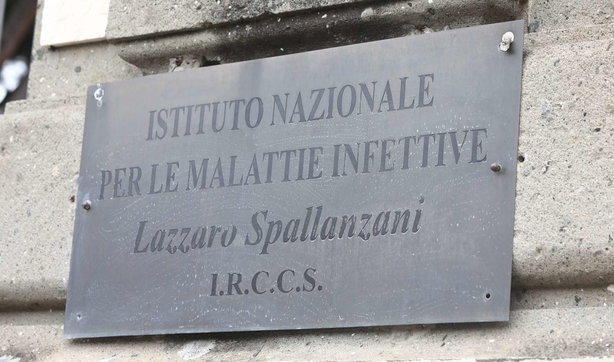 ISTITUTO NAZIONALE
PER LE MALATTIE INFETTIVE
Lazzaro Spallanzani
I.R.C.C.S.